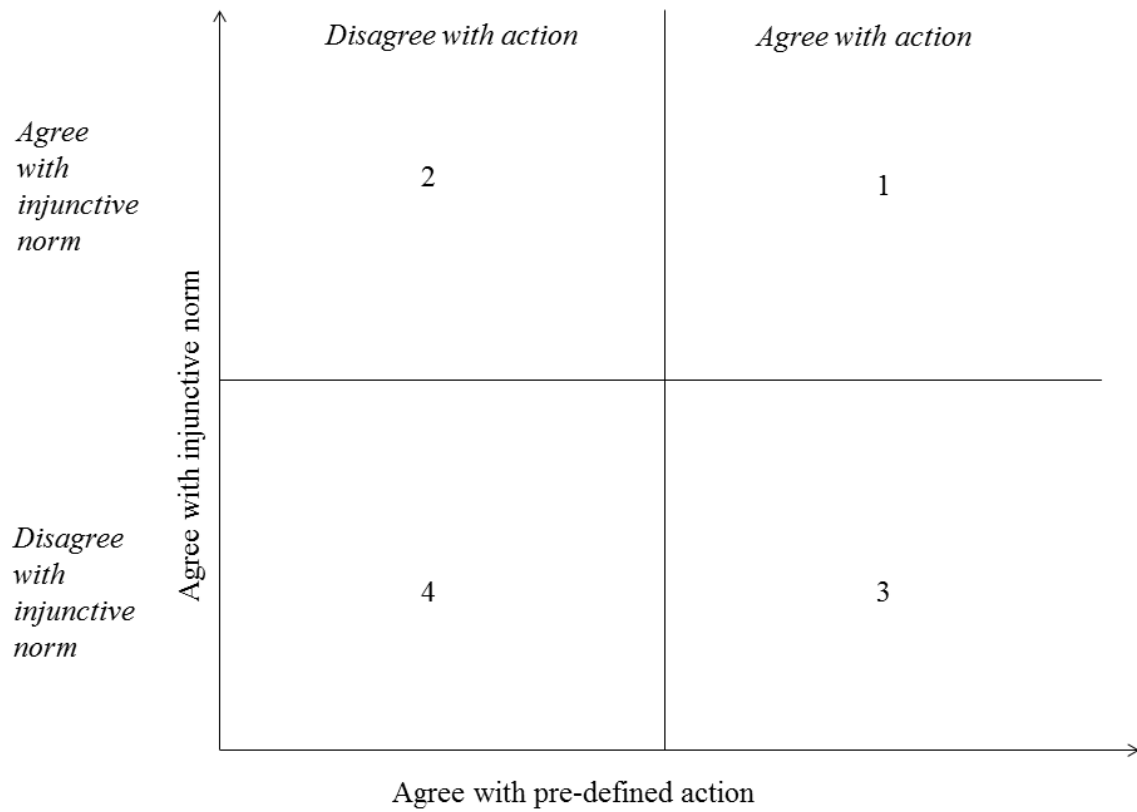 Disagree with action
Agree with action
Agree
with
injunctive
norm
2
1
Agree with injunctive norm
Disagree
with
injunctive
norm
4
3
Agree with pre-defined action